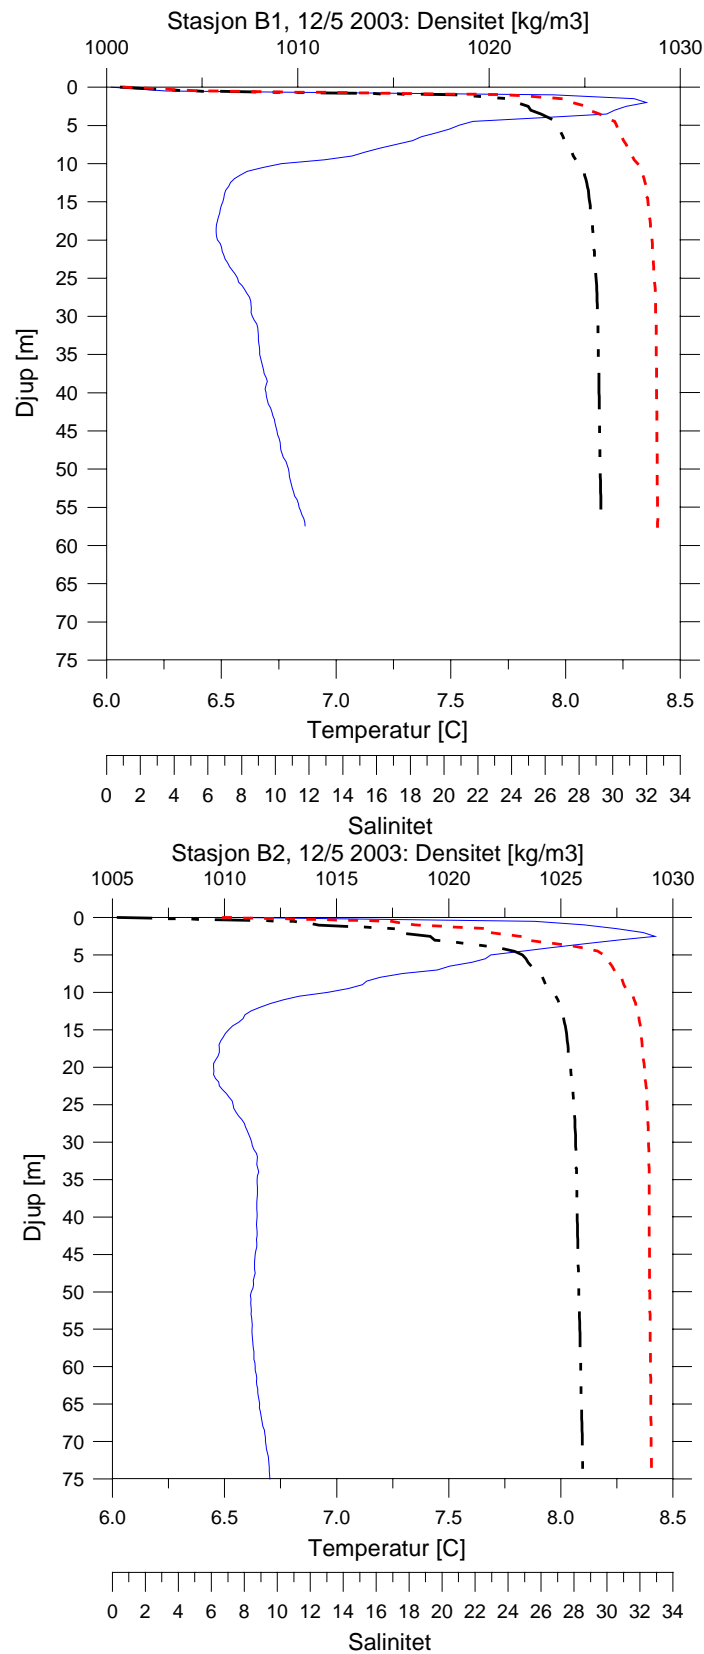 Stasjon B1, 12/5 2003: Densitet [kg/m3]
1000 1010 1020 1030
0
5
10
15
20
25
30
35
40
45
50
55
60
65
70
75
Djup [m]
6.0 6.5 7.0 7.5 8.0 8.5
Temperatur [C]
0 2 4 6 8 10 12 14 16 18 20 22 24 26 28 30 32 34
Salinitet
Stasjon B2, 12/5 2003: Densitet [kg/m3]
1005 1010 1015 1020 1025 1030
0
5
10
15
20
25
30
35
40
45
50
55
60
65
70
75
Djup [m]
6.0 6.5 7.0 7.5 8.0 8.5
Temperatur [C]
0 2 4 6 8 10 12 14 16 18 20 22 24 26 28 30 32 34
Salinitet